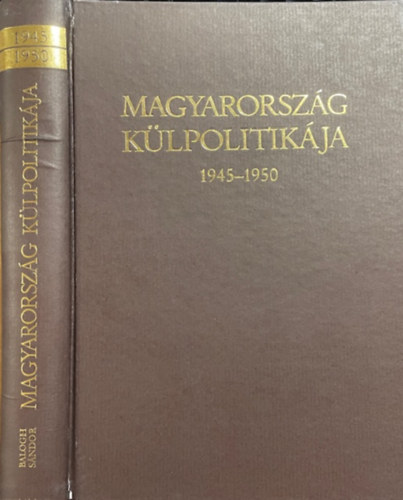 1945
1950
MAGYARORSZÁG KÜLPOLITIKÁJA
BALOGH
SÁNDOR
MAGYARORSZÁG
KÜLPOLITIKÁJA
1945–1950